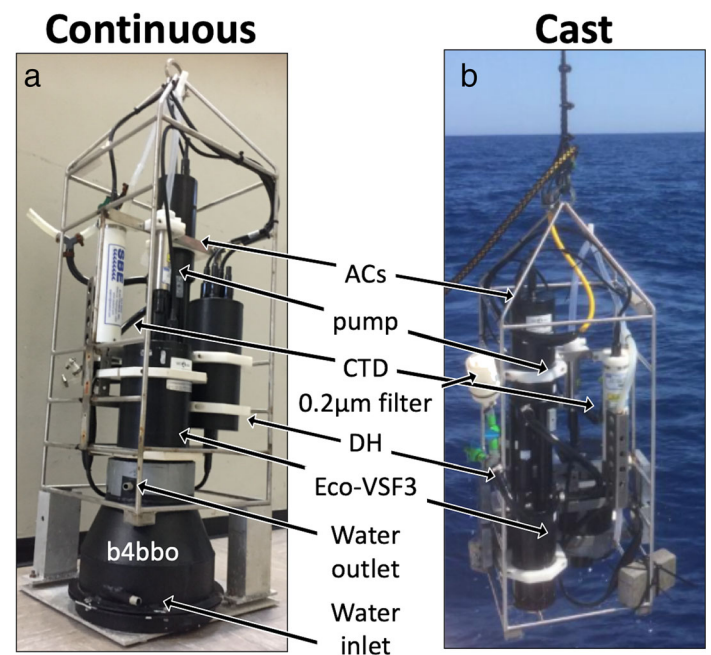 Continuous
Cast
a
b
SBE
ACs
pump
CTD
0.2µm filter
DH
Eco-VSF3
b4bbo
Water
outlet
Water
inlet